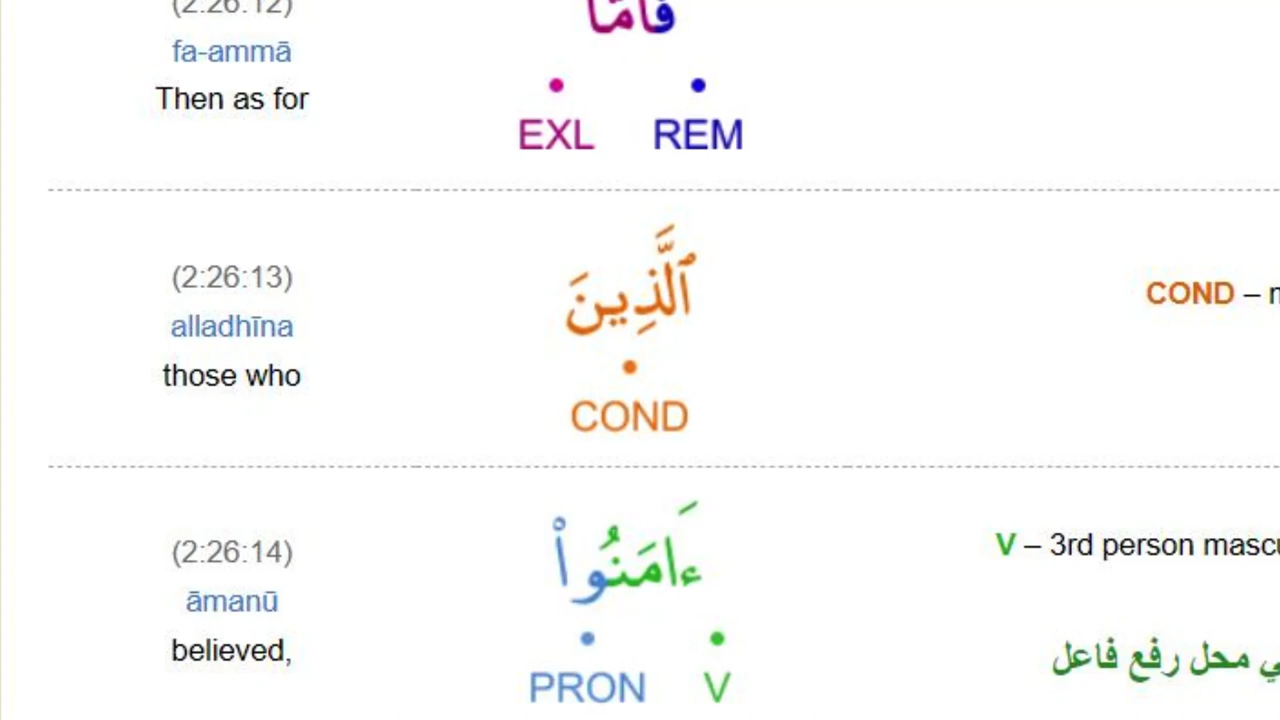 (2:26:12)
fa-ammā
Then as for
فَأَمَّا
EXL REM
(2:26:13)
alladhīna
those who
ٱلَّذِينَ
COND
COND –
(2:26:14)
āmanū
believed,
ءَامَنُوا۟
PRON V
V – 3rd person
محل رفع فاعل